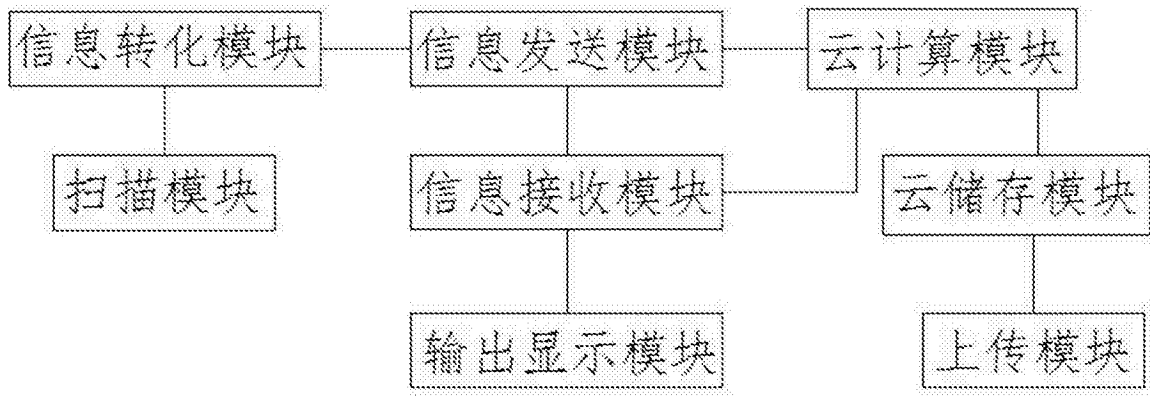 信息转化模块
信息发送模块
云计算模块
扫描模块
信息接收模块
云储存模块
输出显示模块
上传模块